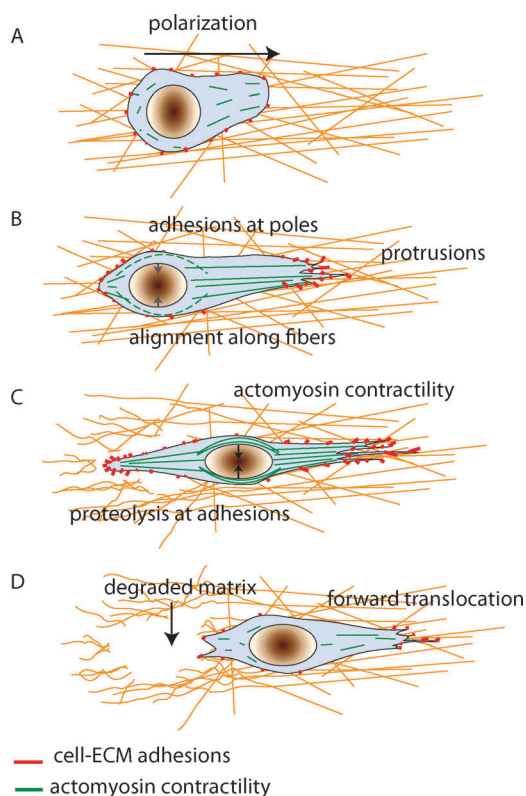 A
polarization
B
adhesions at poles
protrusions
alignment along fibers
C
actomyosin contractility
proteolysis at adhesions
D
degraded matrix
forward translocation
cell-ECM adhesions
actomyosin contractility